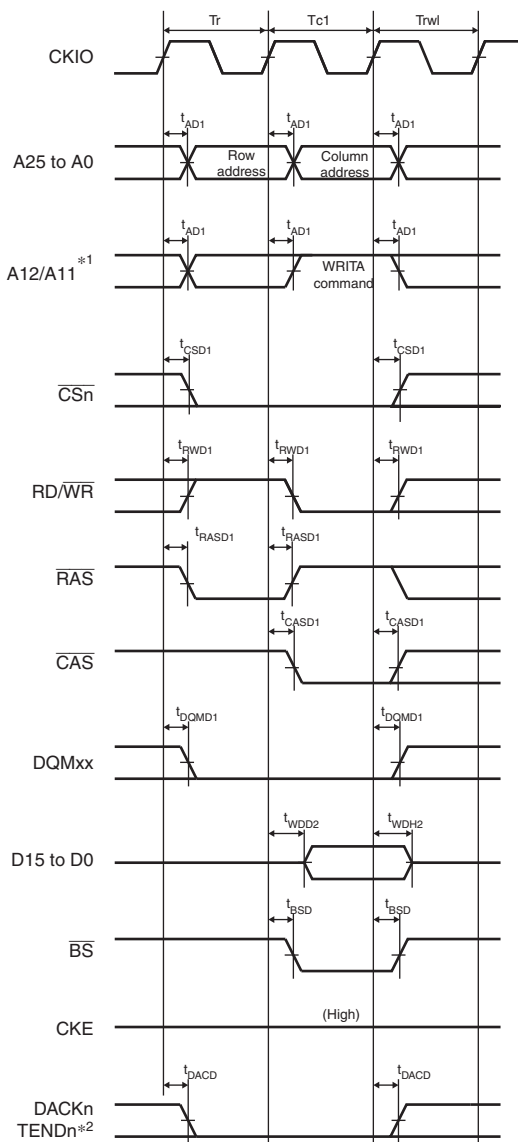 Tr Tc1 Trwl
CKIO
tAD1 tAD1 tAD1
A25 to A0
Row address
Column address
tAD1 tAD1 tAD1
A12/A11 *1
WRITA command
tCSD1 tCSD1
CSn
tRWD1 tRWD1 tRWD1
RD/WR
tRASD1 tRASD1
RAS
tCASD1 tCASD1
CAS
tDQMD1 tDQMD1
DQMxx
tWDD2 tWDH2
D15 to D0
tBSD tBSD
BS
(High)
CKE
tDACD tDACD
DACKn
TENDn*2